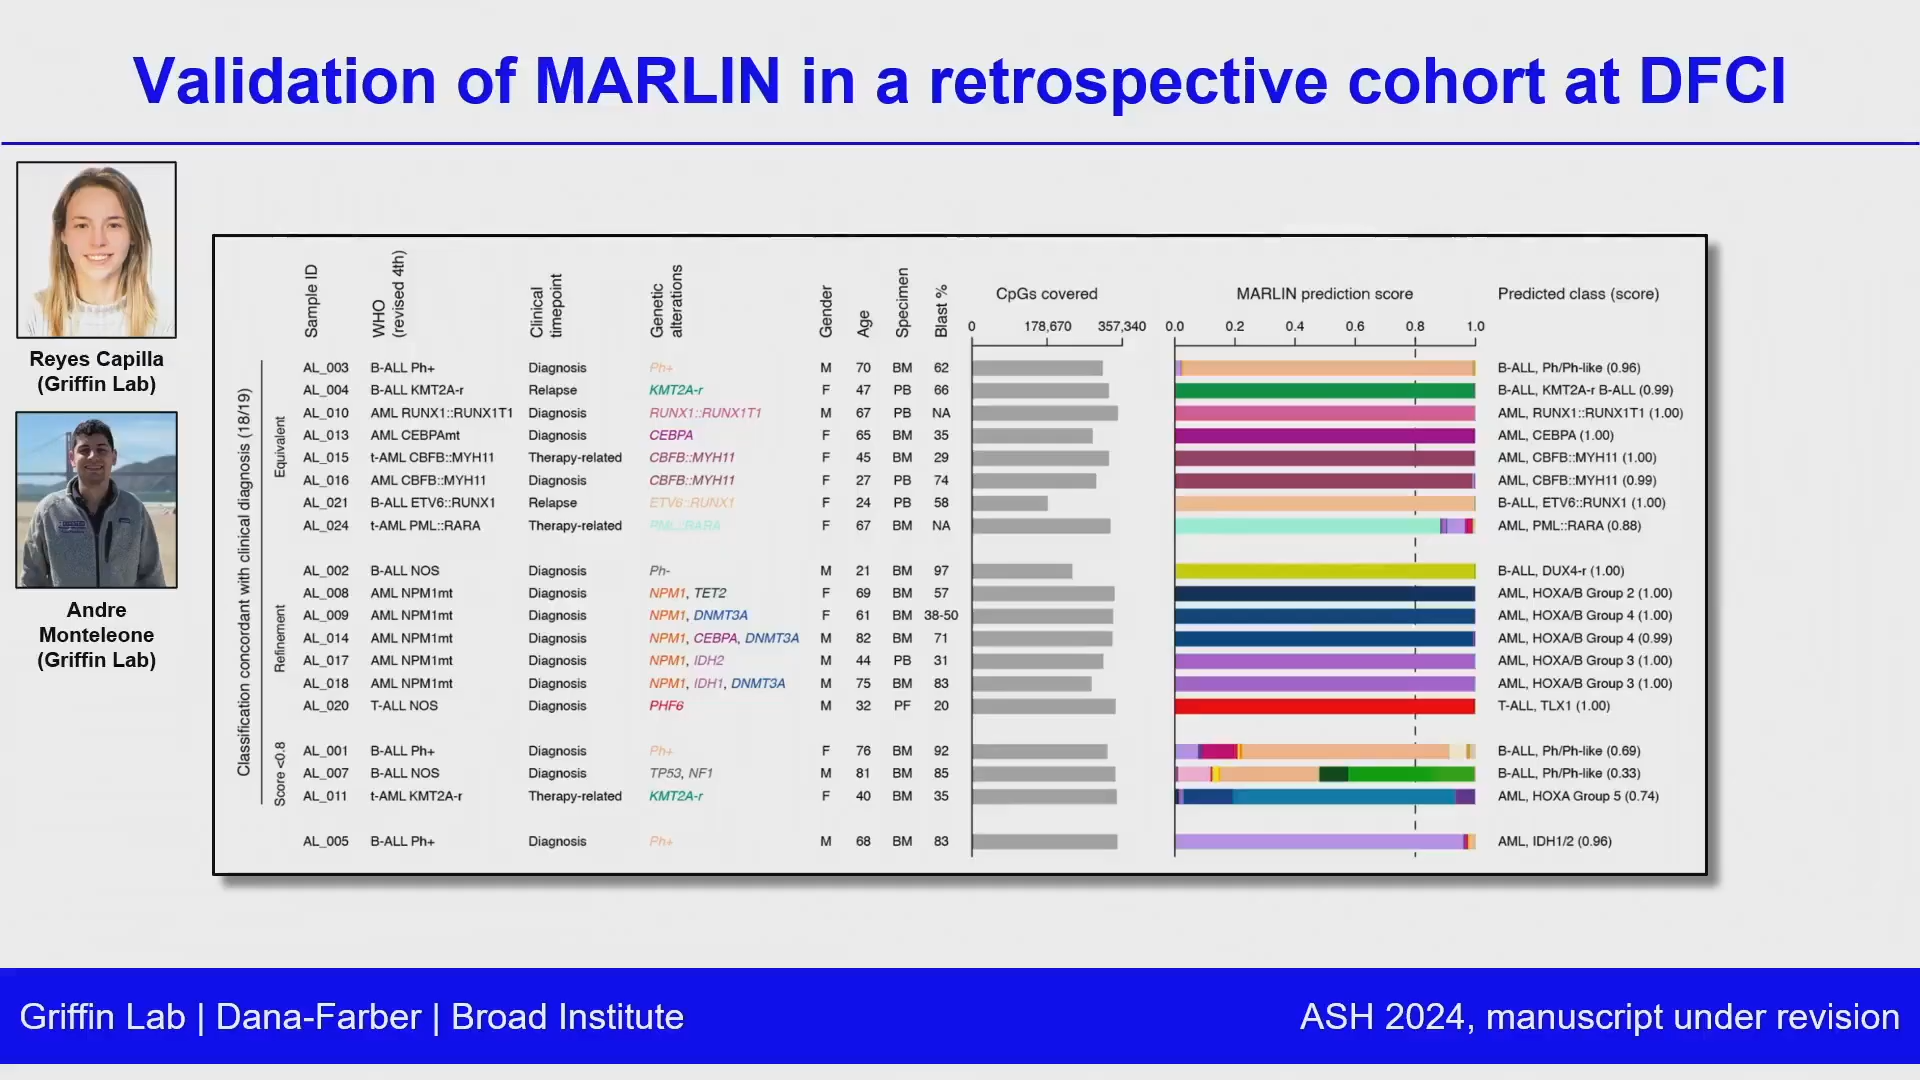 Validation of MARLIN in a retrospective cohort at DFCI
Reyes Capilla
(Griffin Lab)
Andre
Monteleone
(Griffin Lab)
Classification concordant with clinical diagnosis (18/19)
Equivalent
Refinement
Score <0.8
Sample ID
WHO
(revised 4th)
Clinical
timepoint
Genetic
alterations
Gender
Age
Specimen
Blast %
CpGs covered
0 178,670 357,340
MARLIN prediction score
0.0 0.2 0.4 0.6 0.8 1.0
Predicted class (score)
AL_003 B-ALL Ph+ Diagnosis Ph+ M 70 BM 62 B-ALL, Ph/Ph-like (0.96)
AL_004 B-ALL KMT2A-r Relapse KMT2A-r F 47 PB 66 B-ALL, KMT2A-r B-ALL (0.99)
AL_010 AML RUNX1::RUNX1T1 Diagnosis RUNX1::RUNX1T1 M 67 PB NA AML, RUNX1::RUNX1T1 (1.00)
AL_013 AML CEBPAmt Diagnosis CEBPA F 65 BM 35 AML, CEBPA (1.00)
AL_015 t-AML CBFB::MYH11 Therapy-related CBFB::MYH11 F 45 BM 29 AML, CBFB::MYH11 (1.00)
AL_016 AML CBFB::MYH11 Diagnosis CBFB::MYH11 F 27 PB 74 AML, CBFB::MYH11 (0.99)
AL_021 B-ALL ETV6::RUNX1 Relapse ETV6::RUNX1 F 24 PB 58 B-ALL, ETV6::RUNX1 (1.00)
AL_024 t-AML PML::RARA Therapy-related PML::RARA F 67 BM NA AML, PML::RARA (0.88)
AL_002 B-ALL NOS Diagnosis Ph- M 21 BM 97 B-ALL, DUX4-r (1.00)
AL_008 AML NPM1mt Diagnosis NPM1, TET2 F 69 BM 57 AML, HOXA/B Group 2 (1.00)
AL_009 AML NPM1mt Diagnosis NPM1, DNMT3A F 61 BM 38-50 AML, HOXA/B Group 4 (1.00)
AL_014 AML NPM1mt Diagnosis NPM1, CEBPA, DNMT3A M 82 BM 71 AML, HOXA/B Group 4 (0.99)
AL_017 AML NPM1mt Diagnosis NPM1, IDH2 M 44 PB 31 AML, HOXA/B Group 3 (1.00)
AL_018 AML NPM1mt Diagnosis NPM1, IDH1, DNMT3A M 75 BM 83 AML, HOXA/B Group 3 (1.00)
AL_020 T-ALL NOS Diagnosis PHF6 M 32 PF 20 T-ALL, TLX1 (1.00)
AL_001 B-ALL Ph+ Diagnosis Ph+ F 76 BM 92 B-ALL, Ph/Ph-like (0.69)
AL_007 B-ALL NOS Diagnosis TP53, NF1 M 81 BM 85 B-ALL, Ph/Ph-like (0.33)
AL_011 t-AML KMT2A-r Therapy-related KMT2A-r F 40 BM 35 AML, HOXA Group 5 (0.74)
AL_005 B-ALL Ph+ Diagnosis Ph+ M 68 BM 83 AML, IDH1/2 (0.96)
Griffin Lab | Dana-Farber | Broad Institute
ASH 2024, manuscript under revision